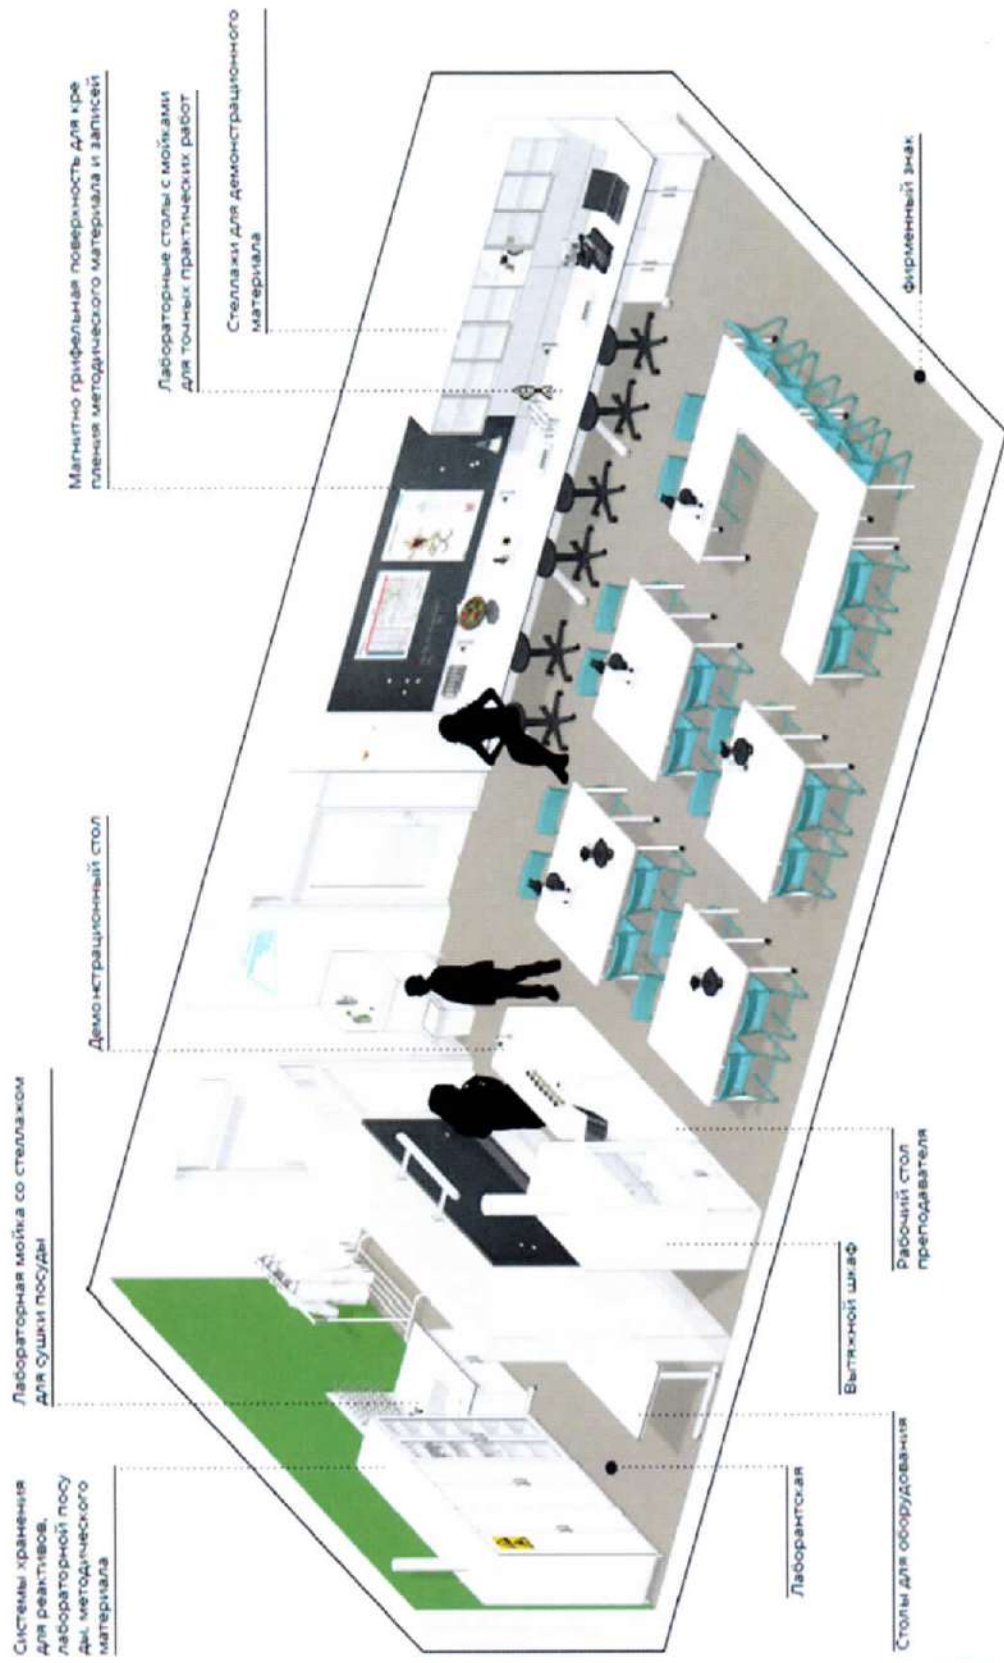 Системы хранения
для реактивов,
лабораторной посу
ды, методического
материала
Лабораторная мойка со стеллажом
для сушки посуды
Демонстрационный стол
Магнитно грифельная поверхность для кре
пления методического материала и записей
Лабораторные столы с мойками
для точных практических работ
Стеллажи для демонстрационного
материала
Столы для оборудования
Лаборантская
Вытяжной шкаф
Рабочий стол
преподавателя
Фирменный знак